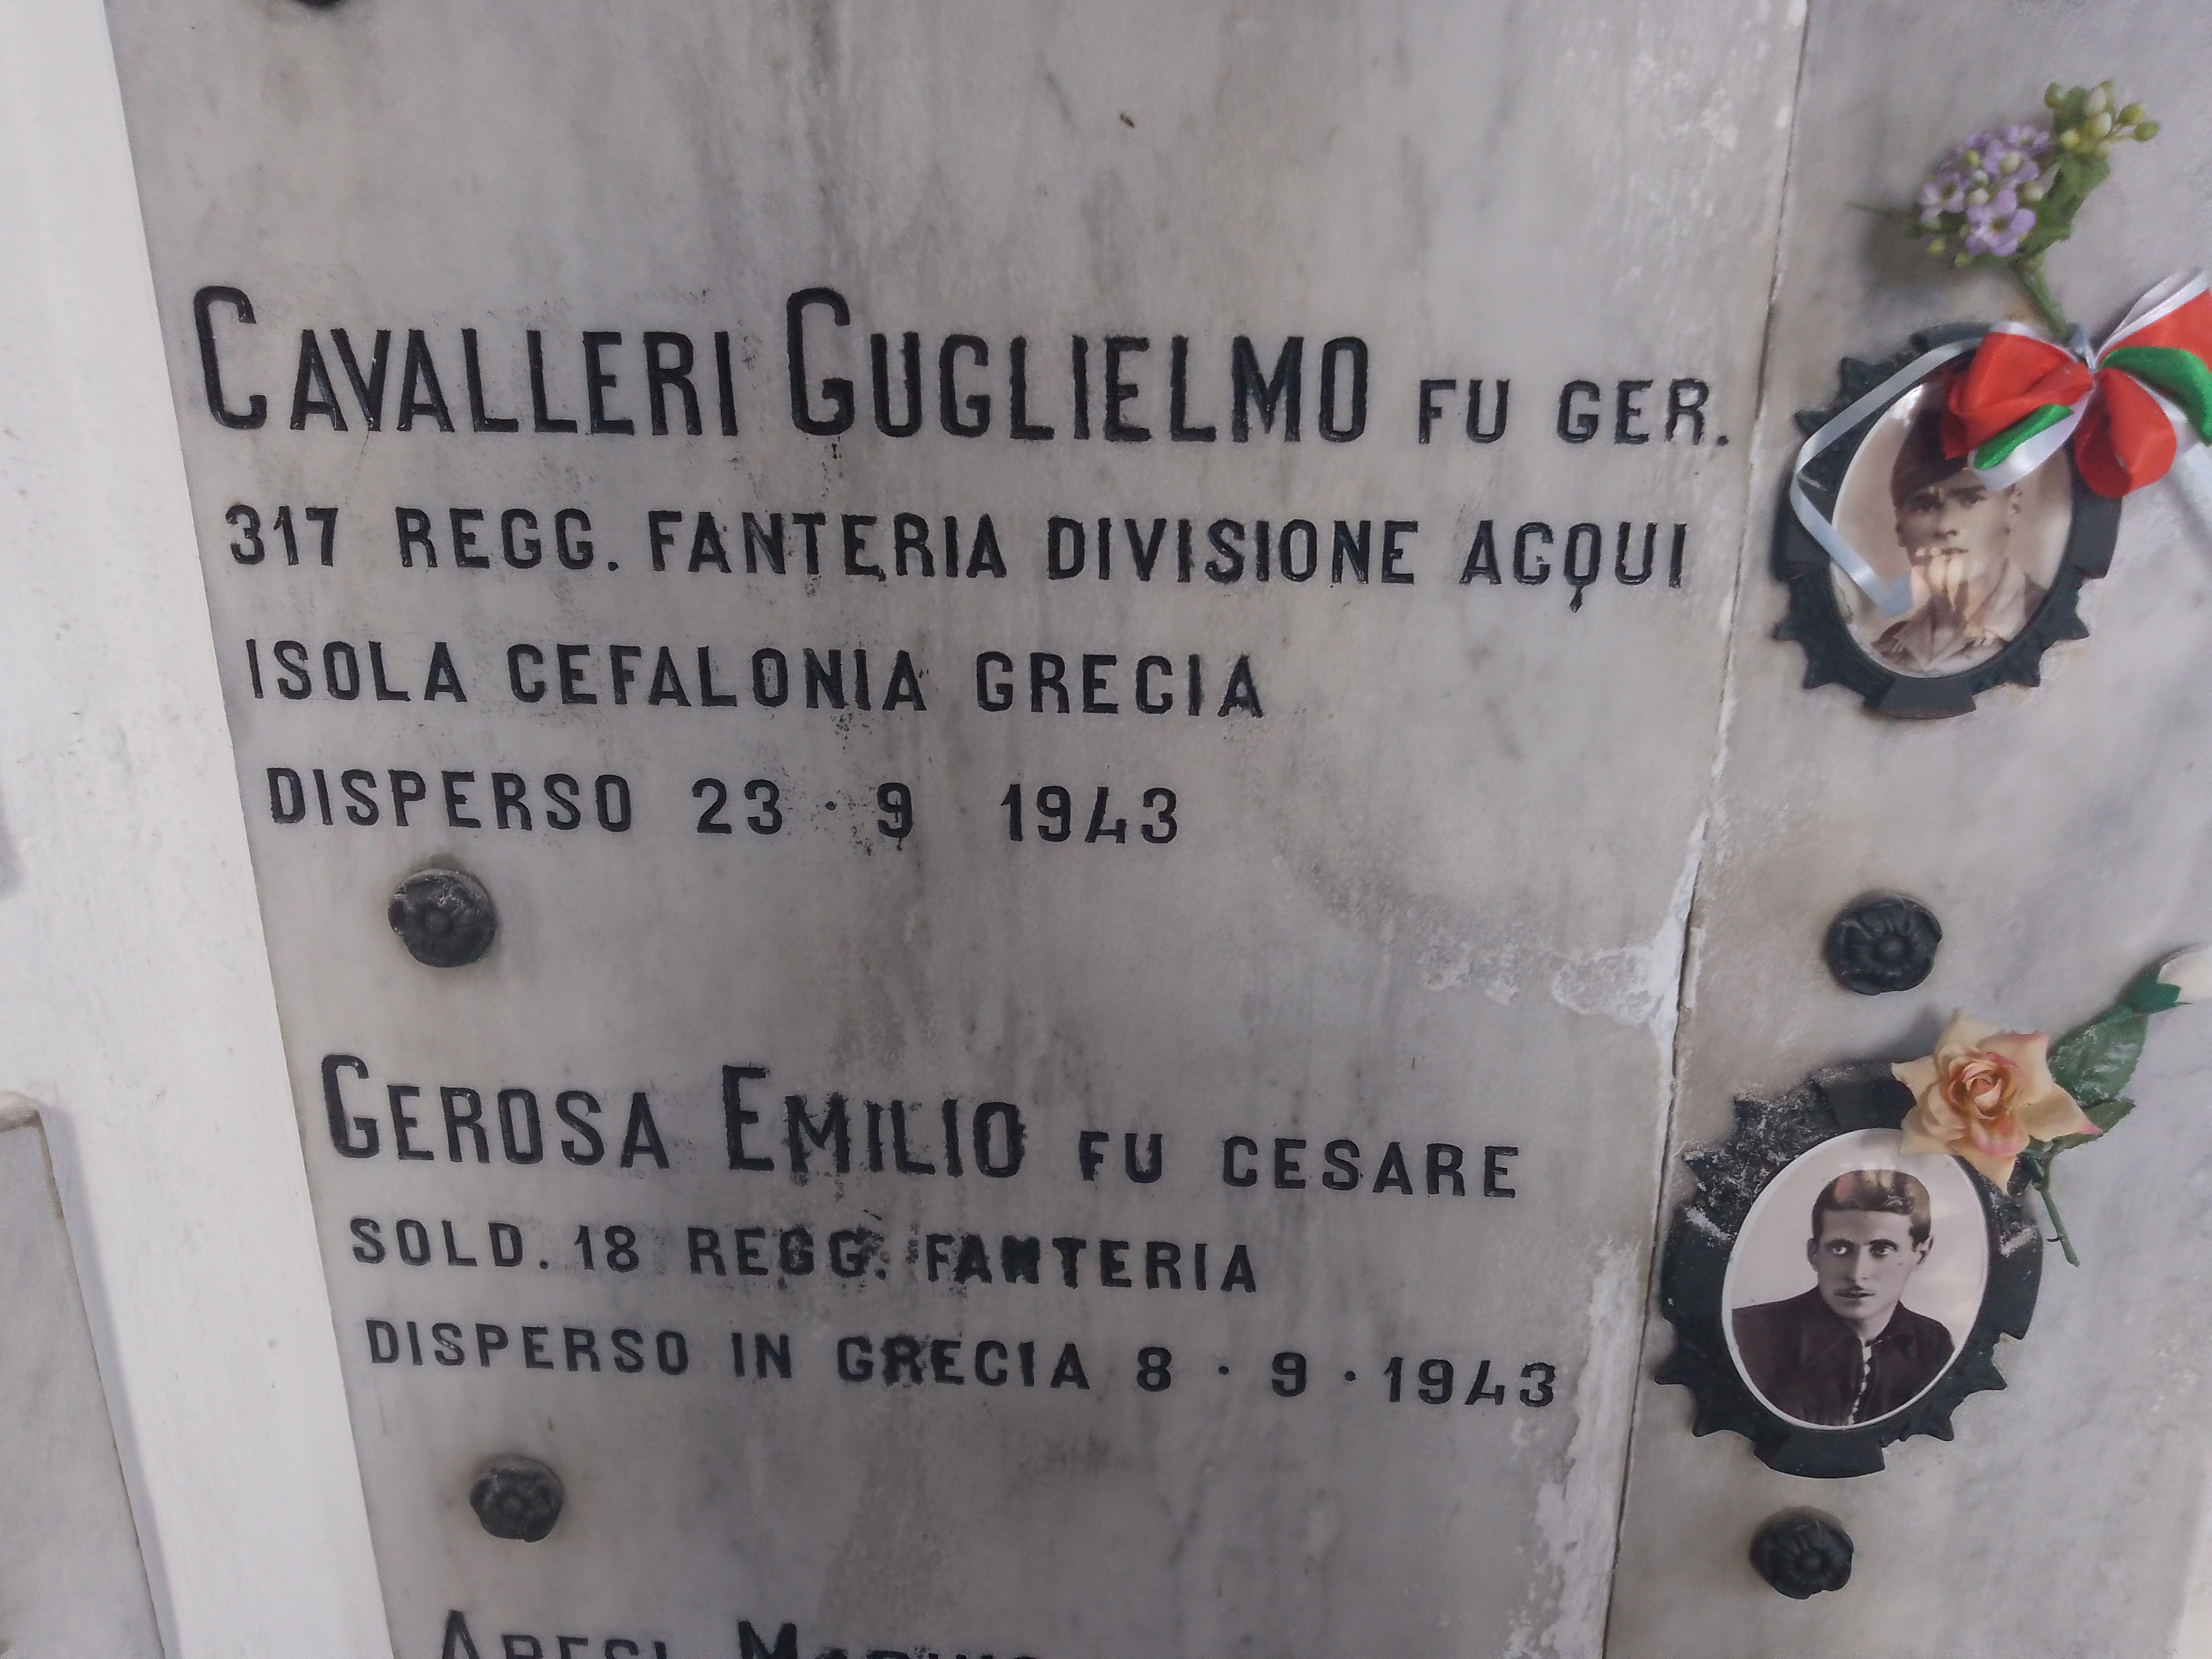 CAVALLERI GUGLIELMO FU GER.
317 REGG. FANTERIA DIVISIONE ACQUI
ISOLA CEFALONIA GRECIA
DISPERSO 23 · 9 1943
GEROSA EMILIO FU CESARE
SOLD. 18 REGG. FANTERIA
DISPERSO IN GRECIA 8 · 9 · 1943